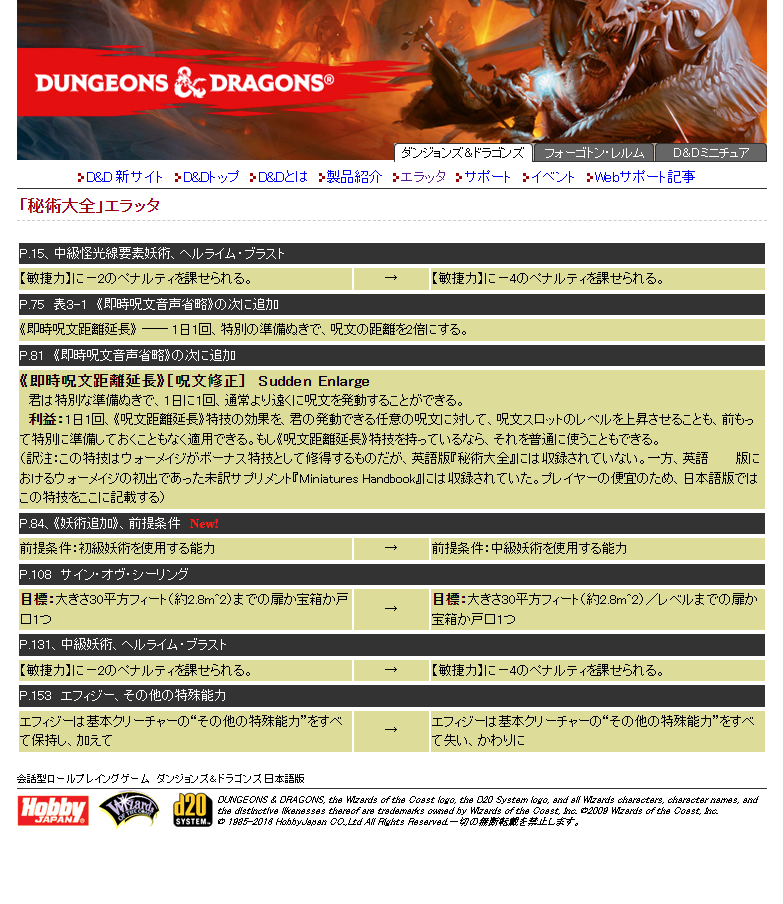 DUNGEONS & DRAGONS®
ダンジョンズ&ドラゴンズ フォーゴトン・レルム D&Dミニチュア
D&D 新サイト D&Dトップ D&Dとは 製品紹介 エラッタ サポート イベント Webサポート記事
「秘術大全」エラッタ
P.15、中級怪光線要素妖術、ヘルライム・ブラスト
【敏捷力】に－2のペナルティを課せられる。 → 【敏捷力】に－4のペナルティを課せられる。
P.75 表3-1 《即時呪文音声省略》の次に追加
《即時呪文距離延長》 ―― 1日1回、特別の準備ぬきで、呪文の距離を2倍にする。
P.81 《即時呪文音声省略》の次に追加
《即時呪文距離延長》［呪文修正］ Sudden Enlarge
君は特別な準備ぬきで、1日に1回、通常より遠くに呪文を発動することができる。
利益：1日1回、《呪文距離延長》特技の効果を、君の発動できる任意の呪文に対して、呪文スロットのレベルを上昇させることも、前もっ
て特別に準備しておくこともなく適用できる。もし《呪文距離延長》特技を持っているなら、それを普通に使うこともできる。
（訳注：この特技はウォーメイジがボーナス特技として修得するものだが、英語版『秘術大全』には収録されていない。一方、英語 版に
おけるウォーメイジの初出であった未訳サプリメント『Miniatures Handbook』には収録されていた。プレイヤーの便宜のため、日本語版では
この特技をここに記載する）
P.84、《妖術追加》、前提条件 New!
前提条件：初級妖術を使用する能力 → 前提条件：中級妖術を使用する能力
P.108 サイン・オヴ・シーリング
目標：大きさ30平方フィート（約2.8m^2）までの扉か宝箱か戸
口1つ
→
目標：大きさ30平方フィート（約2.8m^2）／レベルまでの扉か
宝箱か戸口1つ
P.131、中級妖術、ヘルライム・ブラスト
【敏捷力】に－2のペナルティを課せられる。 → 【敏捷力】に－4のペナルティを課せられる。
P.153 エフィジー、その他の特殊能力
エフィジーは基本クリーチャーの“その他の特殊能力”をすべ
て保持し、加えて
→
エフィジーは基本クリーチャーの“その他の特殊能力”をすべ
て失い、かわりに
会話型ロールプレイングゲーム ダンジョンズ&ドラゴンズ日本語版
Hobby JAPAN® Wizards OF THE COAST d20 SYSTEM™
DUNGEONS & DRAGONS, the Wizards of the Coast logo, the D20 System logo, and all Wizards characters, character names, and
the distinctive likenesses thereof are trademarks owned by Wizards of the Coast, Inc. ©2009 Wizards of the Coast, Inc.
© 1985-2016 HobbyJapan CO.,Ltd All Rights Reserved.一切の無断転載を禁止します。